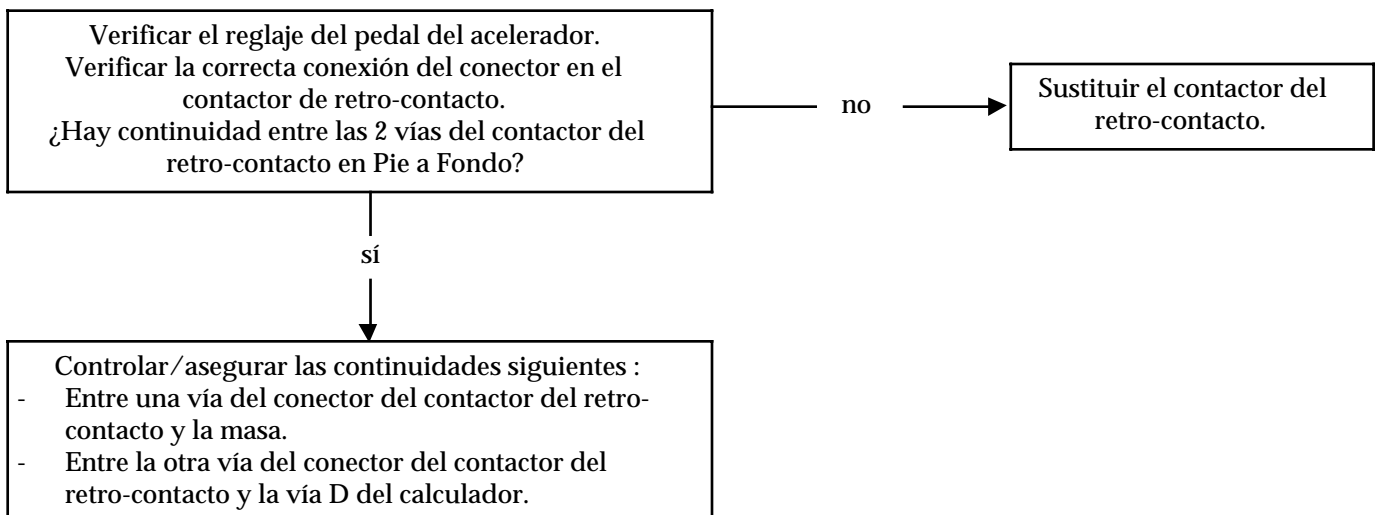 Verificar el reglaje del pedal del acelerador.
Verificar la correcta conexión del conector en el
contactor de retro-contacto.
¿Hay continuidad entre las 2 vías del contactor del
retro-contacto en Pie a Fondo?
no
Sustituir el contactor del
retro-contacto.
sí
Controlar/asegurar las continuidades siguientes :
- Entre una vía del conector del contactor del retro-
contacto y la masa.
- Entre la otra vía del conector del contactor del
retro-contacto y la vía D del calculador.